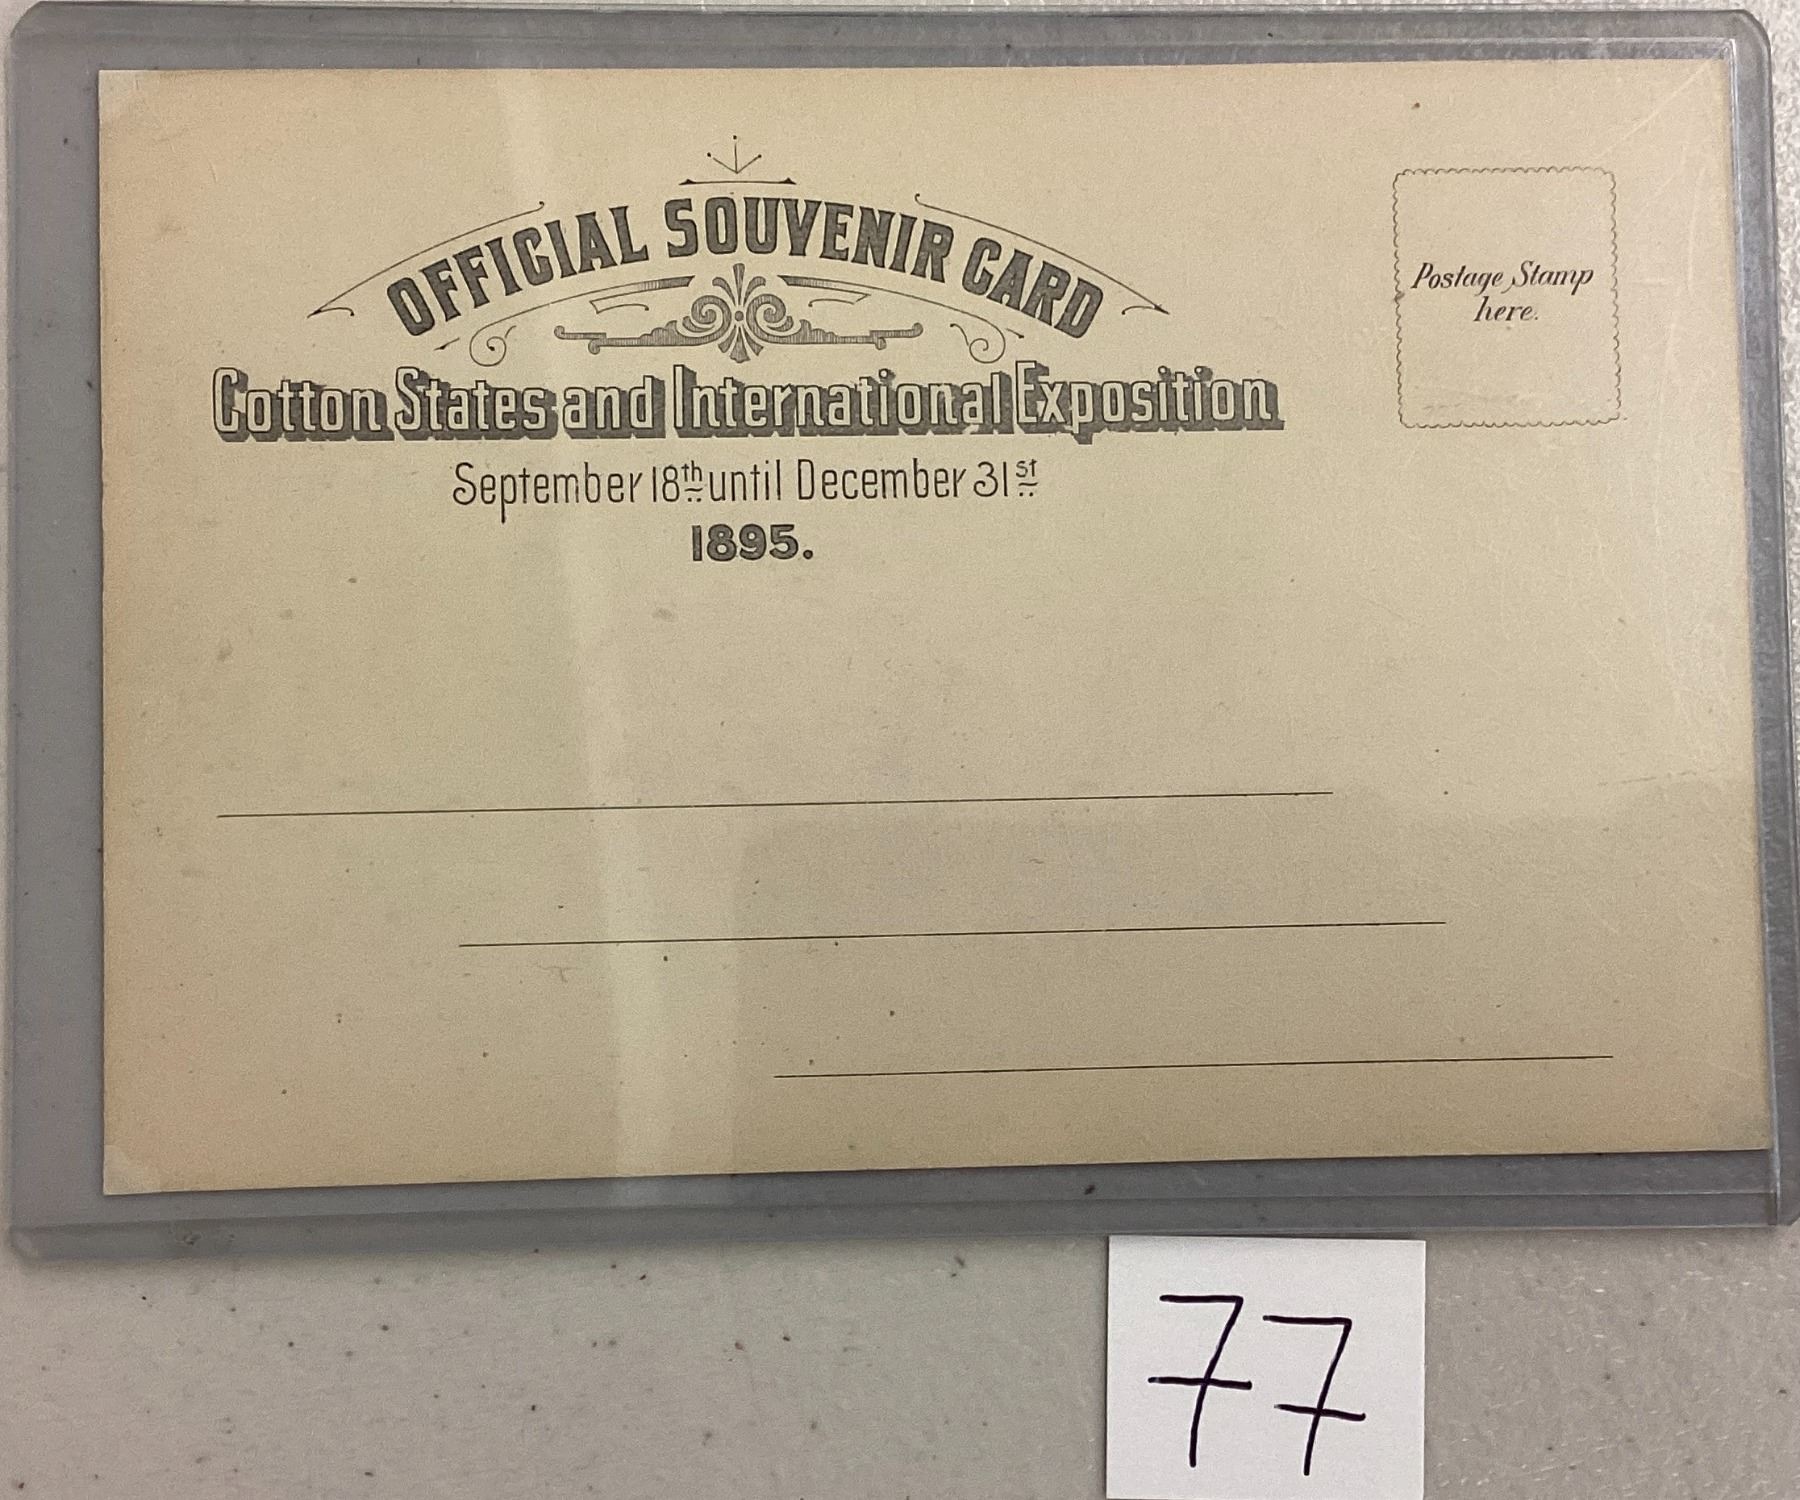 OFFICIAL SOUVENIR CARD
Cotton States and International Exposition
September 18th until December 31st
1895.
Postage Stamp
here.
77